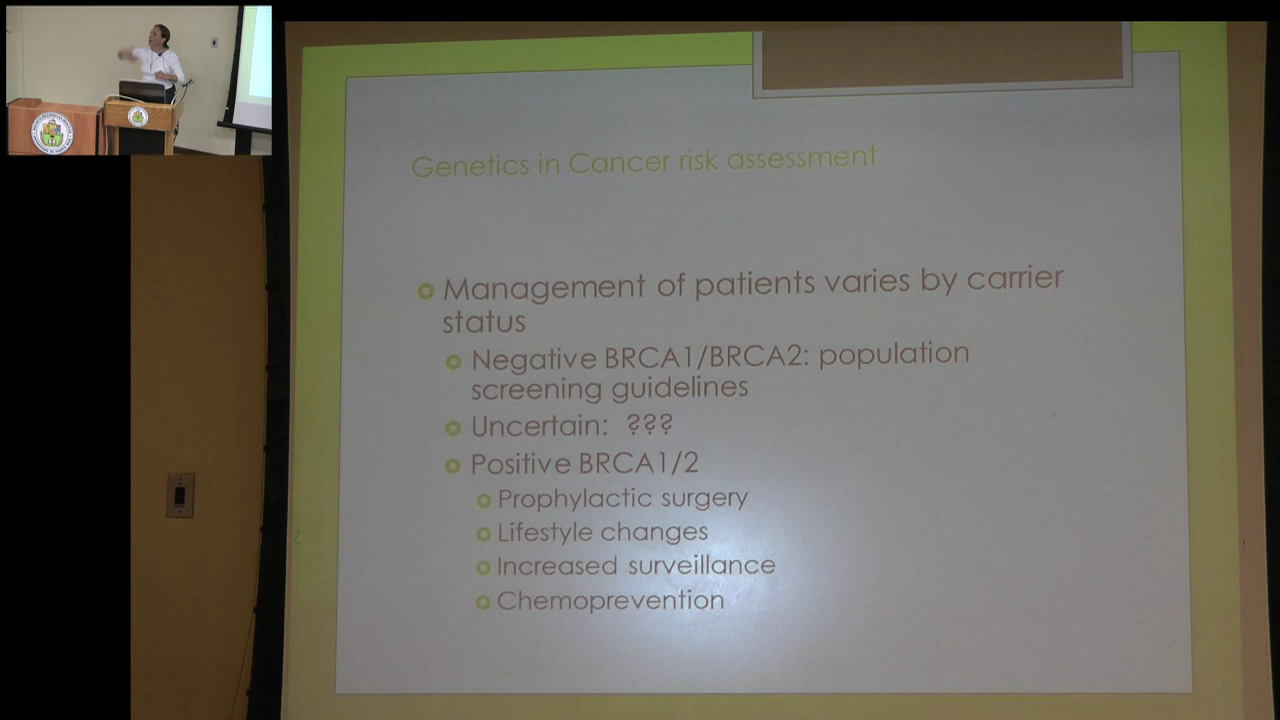 Genetics in Cancer risk assessment
Management of patients varies by carrier
status
Negative BRCA1/BRCA2: population
screening guidelines
Uncertain: ???
Positive BRCA1/2
Prophylactic surgery
Lifestyle changes
Increased surveillance
Chemoprevention